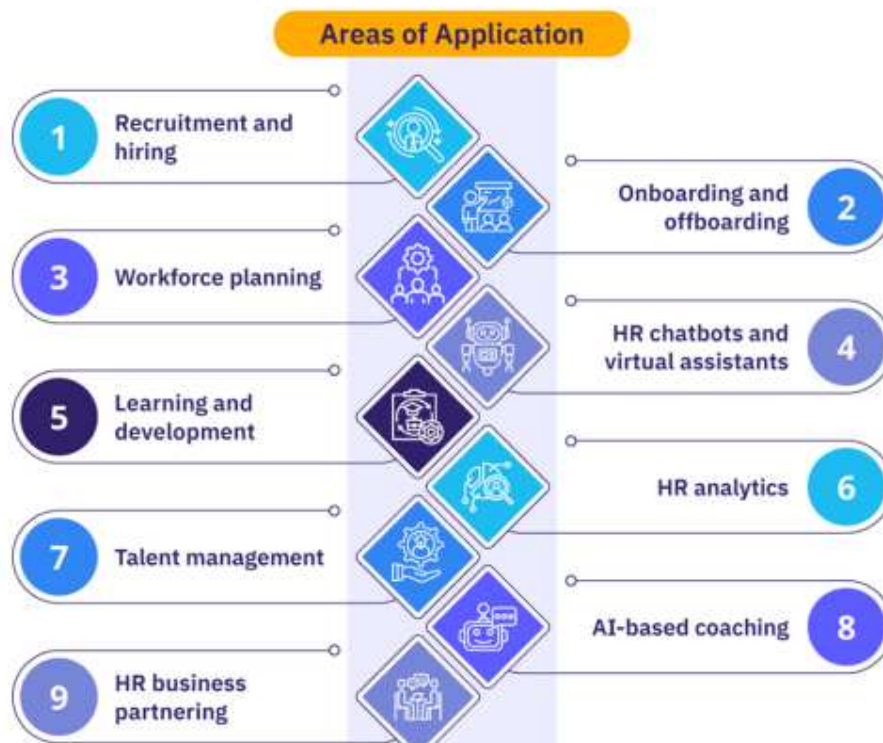 Areas of Application
1
Recruitment and
hiring
2
Onboarding and
offboarding
3
Workforce planning
4
HR chatbots and
virtual assistants
5
Learning and
development
6
HR analytics
7
Talent management
8
AI-based coaching
9
HR business
partnering